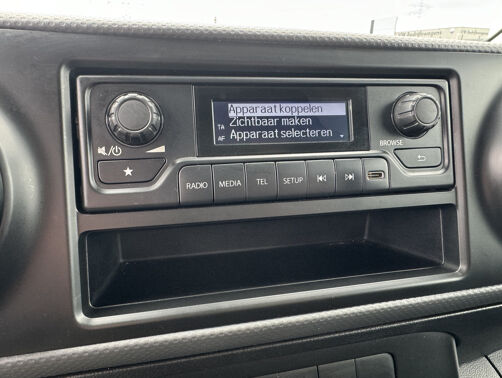 Apparaat koppelen
Zichtbaar maken
TA
AF Apparaat selecteren
BROWSE
RADIO MEDIA TEL SETUP